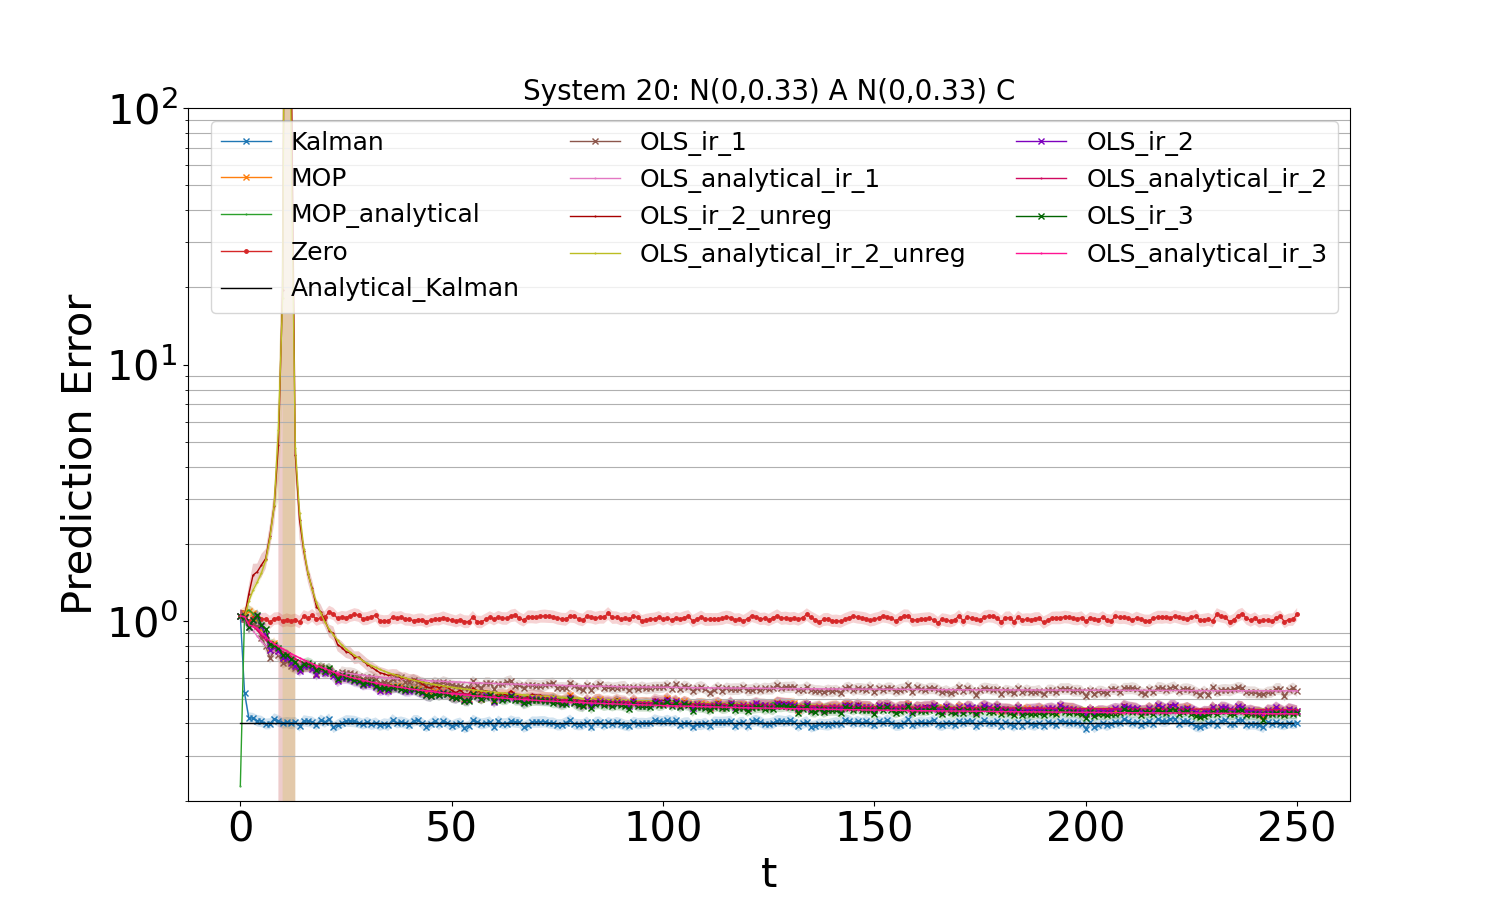 System 20: N(0,0.33) A N(0,0.33) C
10²
10¹
10⁰
Prediction Error
Kalman
MOP
MOP_analytical
Zero
Analytical_Kalman
OLS_ir_1
OLS_analytical_ir_1
OLS_ir_2_unreg
OLS_analytical_ir_2_unreg
OLS_ir_2
OLS_analytical_ir_2
OLS_ir_3
OLS_analytical_ir_3
0 50 100 150 200 250
t